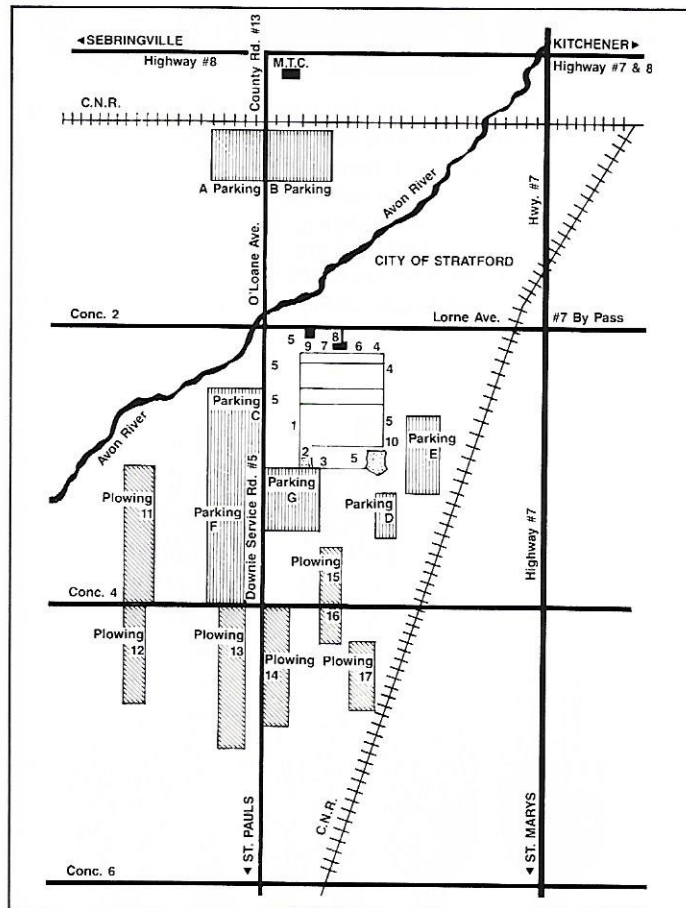 ◄SEBRINGVILLE
Highway #8
County Rd. #13
M.T.C.
KITCHENER►
Highway #7 & 8
C.N.R.
A Parking
B Parking
Avon River
Hwy. #7
O'Loane Ave.
CITY OF STRATFORD
Conc. 2
Lorne Ave.
#7 By Pass
5
9
7
8
6
4
5
4
5
Parking
C
1
5
10
Parking
E
2
3
5
Avon River
Downie Service Rd. #5
Parking
G
Parking
D
Plowing
11
Parking
F
Highway #7
Plowing
15
Conc. 4
16
Plowing
12
Plowing
13
Plowing
14
Plowing
17
C.N.R.
◄ST. PAULS
◄ST. MARYS
Conc. 6